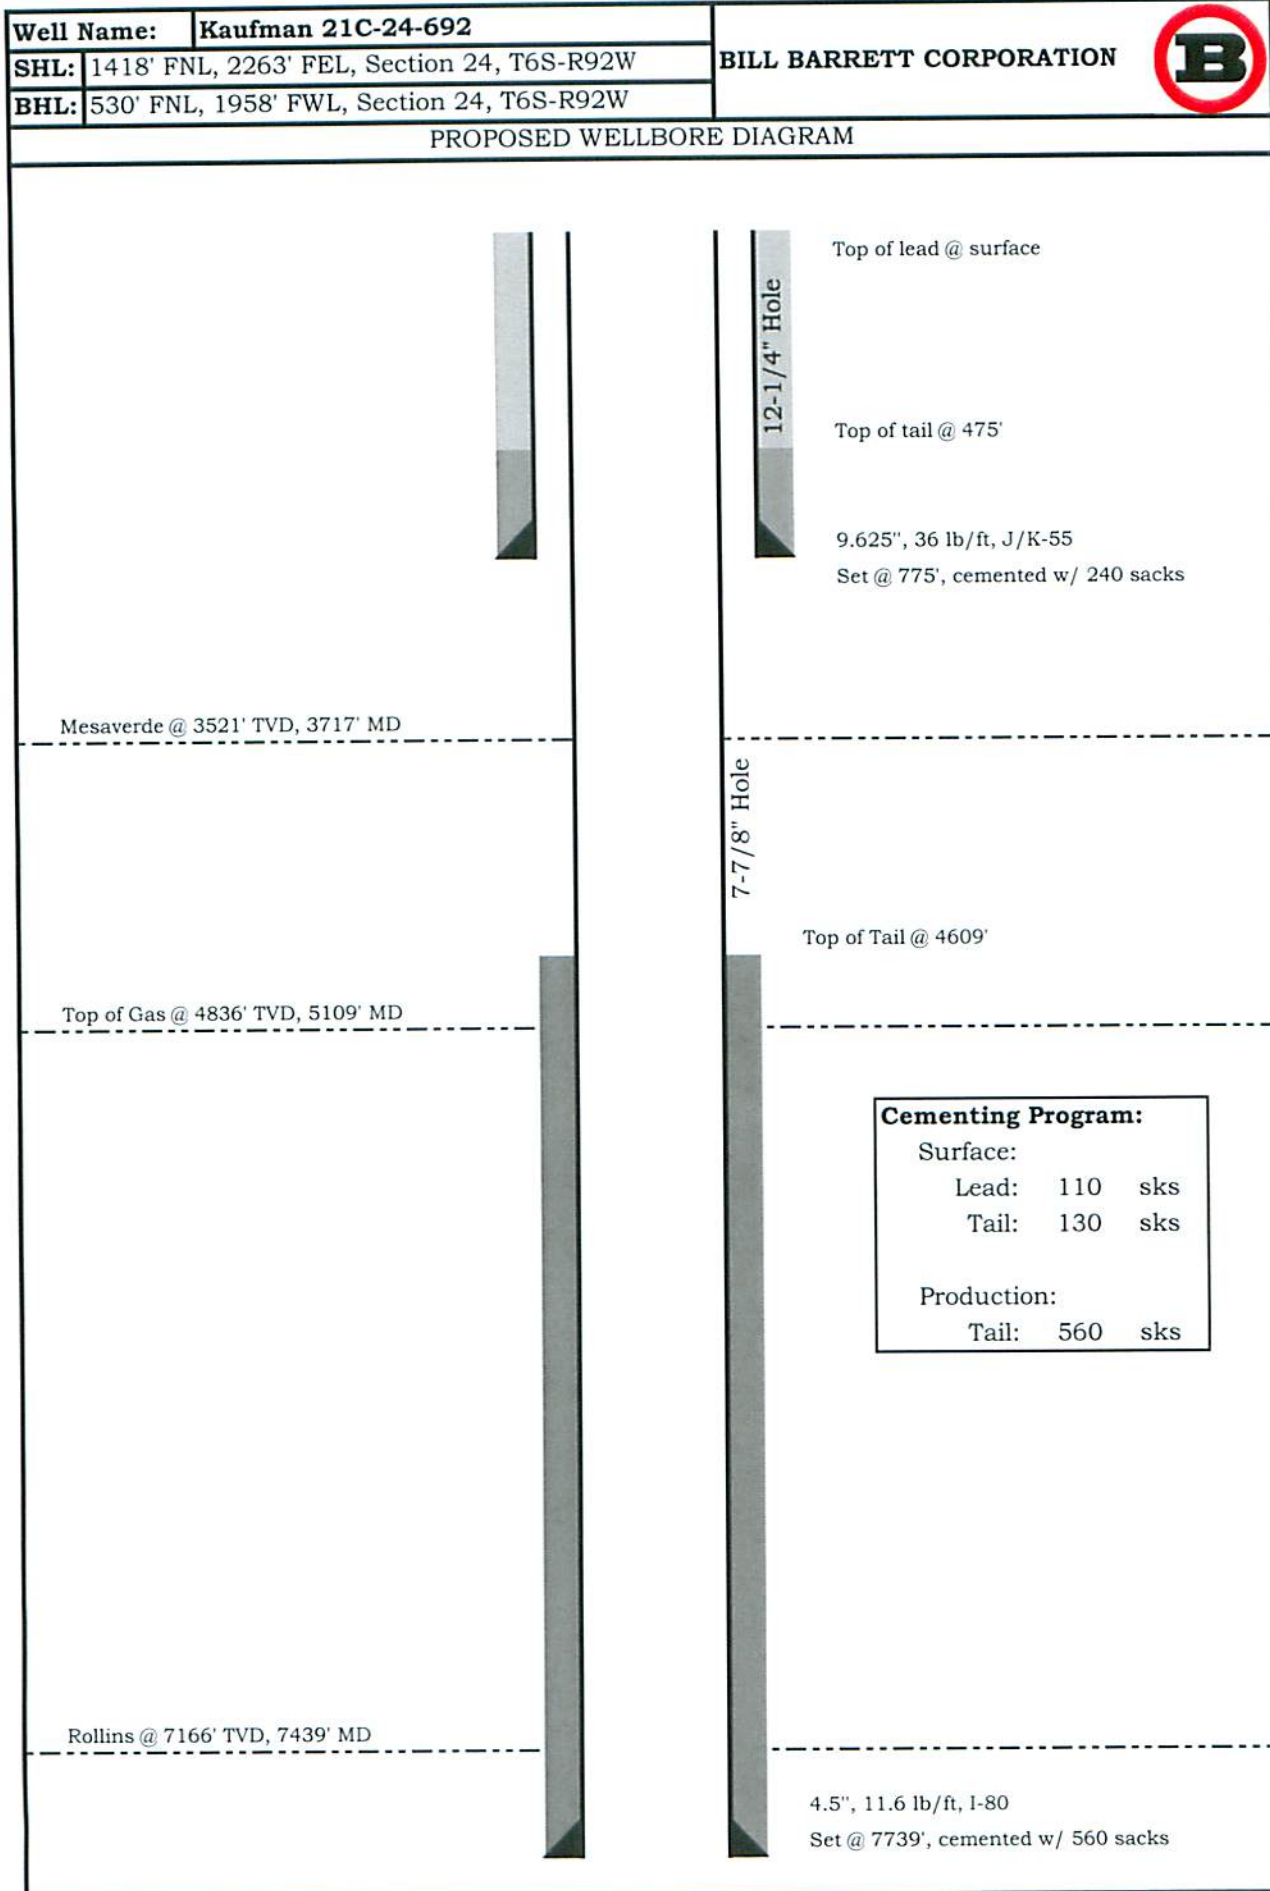 Well Name: Kaufman 21C-24-692
SHL: 1418' FNL, 2263' FEL, Section 24, T6S-R92W
BHL: 530' FNL, 1958' FWL, Section 24, T6S-R92W
BILL BARRETT CORPORATION
B
PROPOSED WELLBORE DIAGRAM
Top of lead @ surface
12-1/4" Hole
Top of tail @ 475'
9.625", 36 lb/ft, J/K-55
Set @ 775', cemented w/ 240 sacks
Mesaverde @ 3521' TVD, 3717' MD
7-7/8" Hole
Top of Tail @ 4609'
Top of Gas @ 4836' TVD, 5109' MD
Cementing Program:
Surface:
Lead: 110 sks
Tail: 130 sks
Production:
Tail: 560 sks
Rollins @ 7166' TVD, 7439' MD
4.5", 11.6 lb/ft, I-80
Set @ 7739', cemented w/ 560 sacks